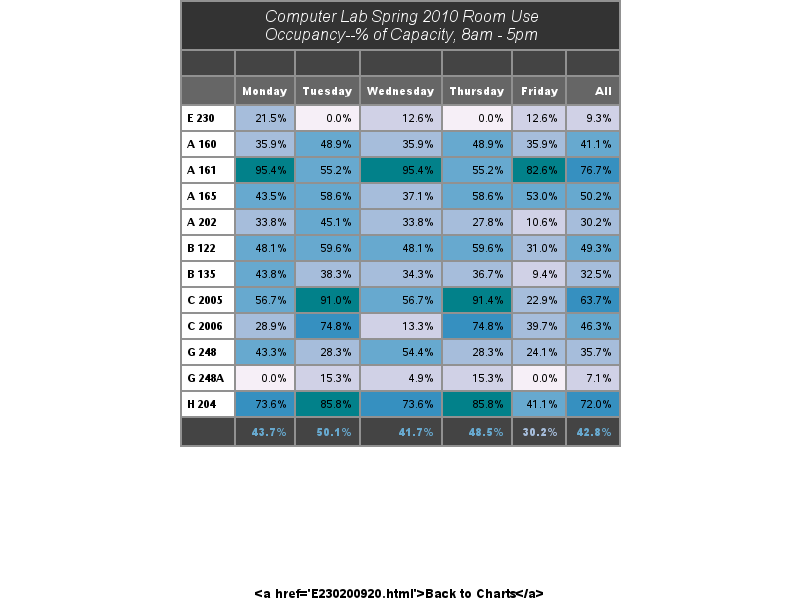 Computer Lab Spring 2010 Room Use
Occupancy--% of Capacity, 8am - 5pm
Monday Tuesday Wednesday Thursday Friday All
E 230 21.5% 0.0% 12.6% 0.0% 12.6% 9.3%
A 160 35.9% 48.9% 35.9% 48.9% 35.9% 41.1%
A 161 95.4% 55.2% 95.4% 55.2% 82.6% 76.7%
A 165 43.5% 58.6% 37.1% 58.6% 53.0% 50.2%
A 202 33.8% 45.1% 33.8% 27.8% 10.6% 30.2%
B 122 48.1% 59.6% 48.1% 59.6% 31.0% 49.3%
B 135 43.8% 38.3% 34.3% 36.7% 9.4% 32.5%
C 2005 56.7% 91.0% 56.7% 91.4% 22.9% 63.7%
C 2006 28.9% 74.8% 13.3% 74.8% 39.7% 46.3%
G 248 43.3% 28.3% 54.4% 28.3% 24.1% 35.7%
G 248A 0.0% 15.3% 4.9% 15.3% 0.0% 7.1%
H 204 73.6% 85.8% 73.6% 85.8% 41.1% 72.0%
43.7% 50.1% 41.7% 48.5% 30.2% 42.8%
&lt;a href='E230200920.html'&gt;Back to Charts&lt;/a&gt;